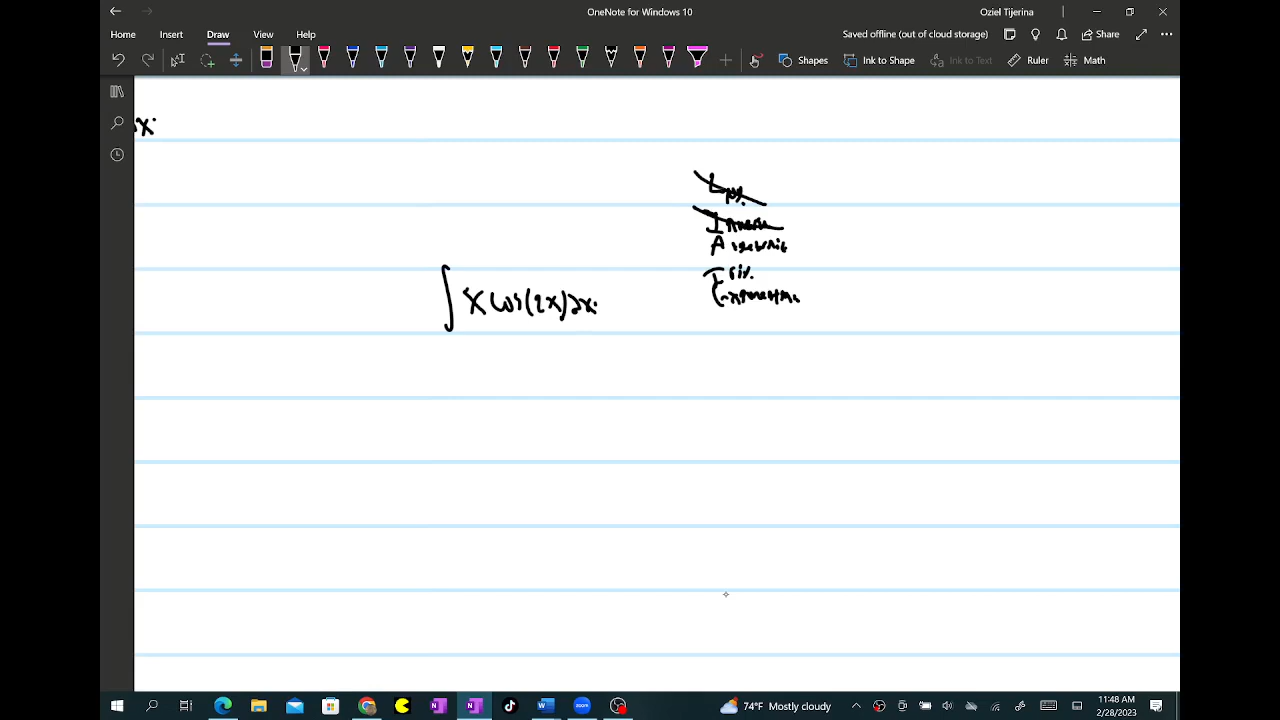 OneNote for Windows 10
Oziel Tijerina
Home Insert Draw View Help
Saved offline (out of cloud storage)
Share
Shapes
Ink to Shape
Ink to Text
Ruler
Math
x.
∫ x cos(2x) dx.
A
Trig.
74°F Mostly cloudy
11:48 AM
2/28/2023